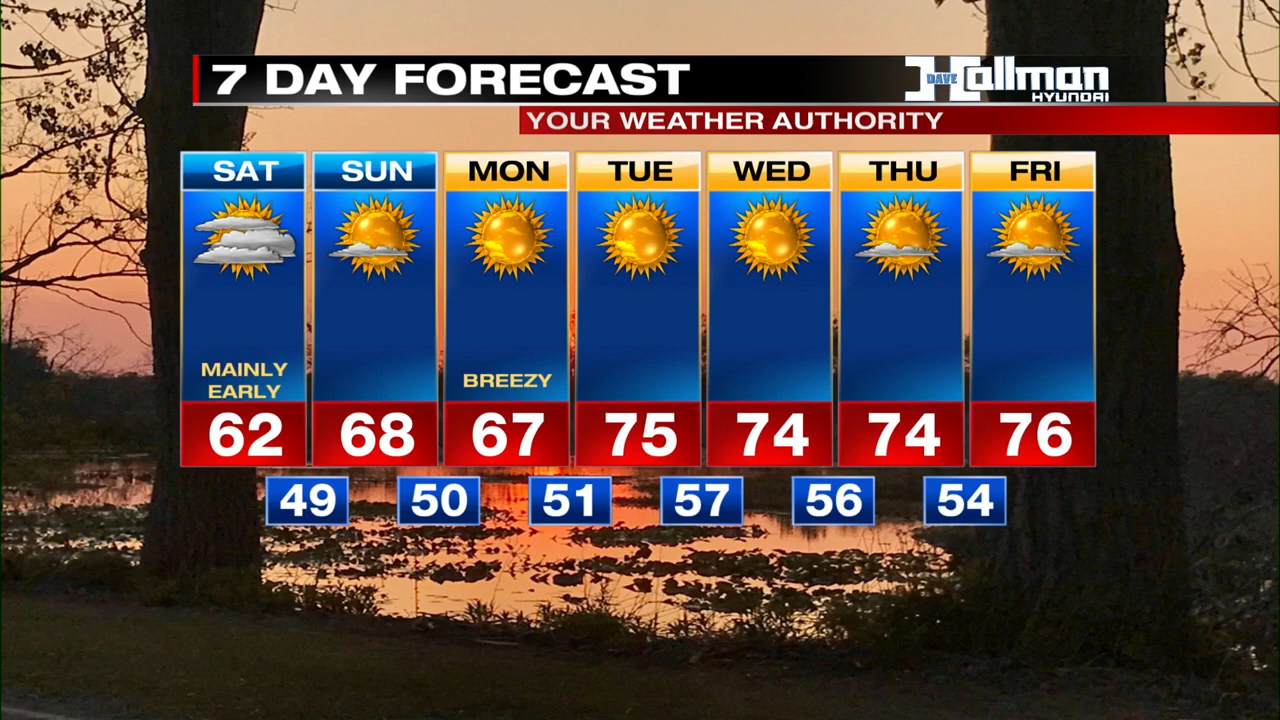 7 DAY FORECAST
DAVE Hallman
HYUNDAI
YOUR WEATHER AUTHORITY
SAT SUN MON TUE WED THU FRI
MAINLY
EARLY
BREEZY
62 68 67 75 74 74 76
49 50 51 57 56 54